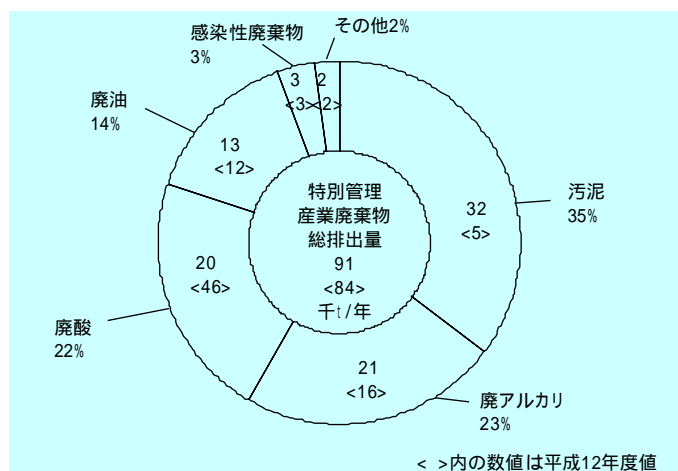 感染性廃棄物
3%
その他2%
廃油
14%
3
<3>
2
<2>
13
<12>
特別管理
産業廃棄物
総排出量
91
<84>
千t/年
32
<5>
汚泥
35%
20
<46>
廃酸
22%
21
<16>
廃アルカリ
23%
< >内の数値は平成12年度値